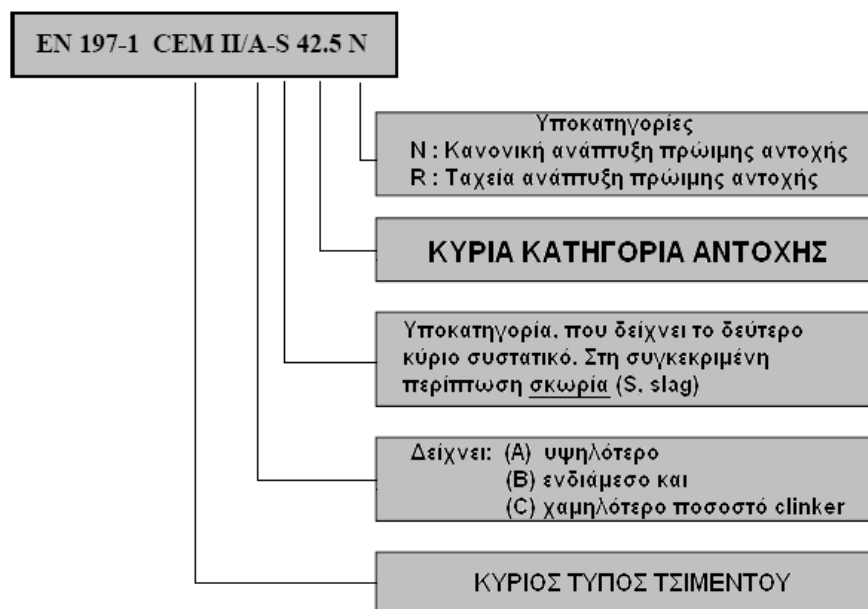 EN 197-1 CEM II/A-S 42.5 N
Υποκατηγορίες
N : Κανονική ανάπτυξη πρώιμης αντοχής
R : Ταχεία ανάπτυξη πρώιμης αντοχής
ΚΥΡΙΑ ΚΑΤΗΓΟΡΙΑ ΑΝΤΟΧΗΣ
Υποκατηγορία, που δείχνει το δεύτερο
κύριο συστατικό. Στη συγκεκριμένη
περίπτωση σκωρία (S, slag)
Δείχνει: (A) υψηλότερο
(B) ενδιάμεσο και
(C) χαμηλότερο ποσοστό clinker
ΚΥΡΙΟΣ ΤΥΠΟΣ ΤΣΙΜΕΝΤΟΥ